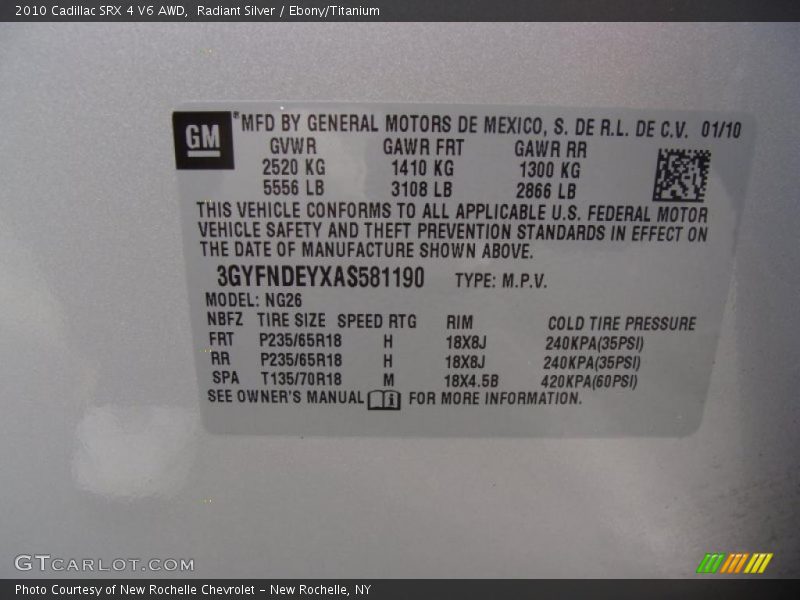 2010 Cadillac SRX 4 V6 AWD,  Radiant Silver / Ebony/Titanium
GM
® MFD BY GENERAL MOTORS DE MEXICO, S. DE R.L. DE C.V. 01/10
GVWR GAWR FRT GAWR RR
2520 KG 1410 KG 1300 KG
5556 LB 3108 LB 2866 LB
THIS VEHICLE CONFORMS TO ALL APPLICABLE U.S. FEDERAL MOTOR
VEHICLE SAFETY AND THEFT PREVENTION STANDARDS IN EFFECT ON
THE DATE OF MANUFACTURE SHOWN ABOVE.
3GYFNDEYXAS581190 TYPE: M.P.V.
MODEL: NG26
NBFZ TIRE SIZE SPEED RTG RIM COLD TIRE PRESSURE
FRT P235/65R18 H 18X8J 240KPA(35PSI)
RR P235/65R18 H 18X8J 240KPA(35PSI)
SPA T135/70R18 M 18X4.5B 420KPA(60PSI)
SEE OWNER'S MANUAL i FOR MORE INFORMATION.
GTCARLOT.COM
Photo Courtesy of New Rochelle Chevrolet – New Rochelle, NY